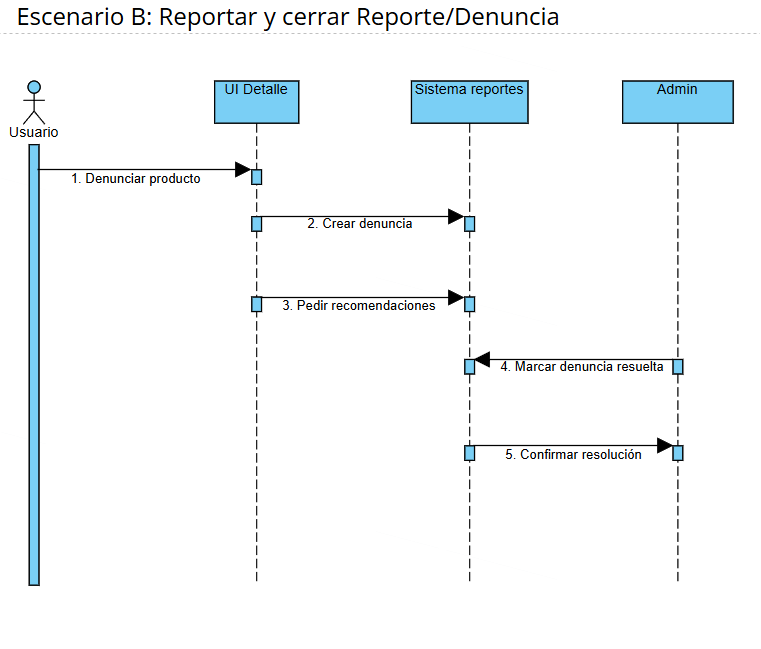 Escenario B: Reportar y cerrar Reporte/Denuncia
UI Detalle
Sistema reportes
Admin
Usuario
1. Denunciar producto
2. Crear denuncia
3. Pedir recomendaciones
4. Marcar denuncia resuelta
5. Confirmar resolución